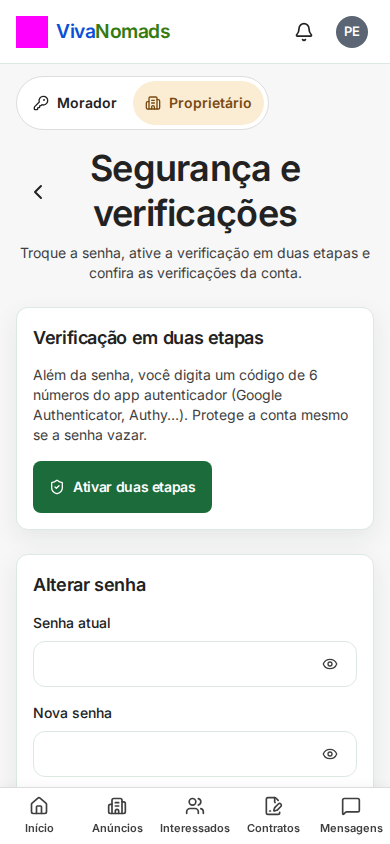 VivaNomads
PE
Morador
Proprietário
Segurança e
verificações
Troque a senha, ative a verificação em duas etapas e
confira as verificações da conta.
Verificação em duas etapas
Além da senha, você digita um código de 6
números do app autenticador (Google
Authenticator, Authy...). Protege a conta mesmo
se a senha vazar.
Ativar duas etapas
Alterar senha
Senha atual
Nova senha
Início
Anúncios
Interessados
Contratos
Mensagens